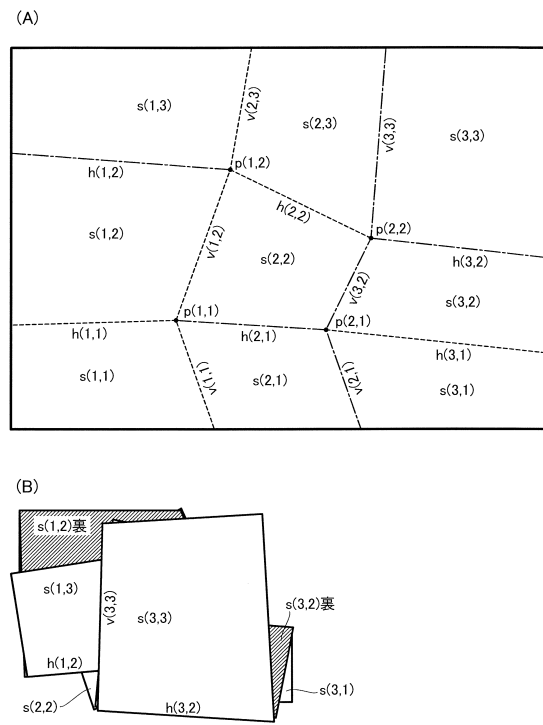 (A)
s(1,3)
v(2,3)
s(2,3)
v(3,3)
s(3,3)
p(1,2)
h(1,2)
h(2,2)
p(2,2)
s(1,2)
v(1,2)
s(2,2)
v(3,2)
h(3,2)
s(3,2)
p(1,1)
p(2,1)
h(1,1)
h(2,1)
h(3,1)
s(1,1)
v(1,1)
s(2,1)
v(2,1)
s(3,1)
(B)
s(1,2)裏
s(1,3)
v(3,3)
s(3,3)
s(3,2)裏
h(1,2)
s(3,1)
s(2,2)
h(3,2)